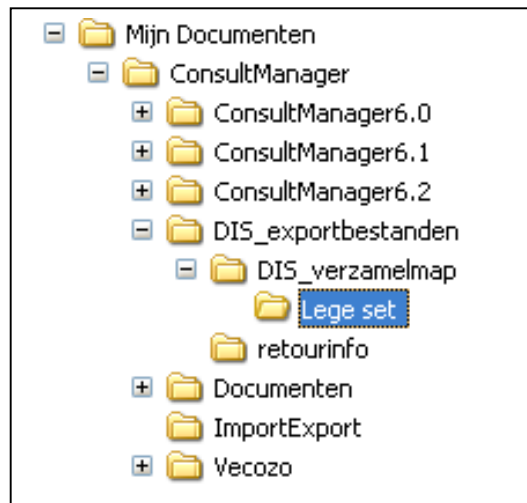 Mijn Documenten
ConsultManager
ConsultManager6.0
ConsultManager6.1
ConsultManager6.2
DIS_exportbestanden
DIS_verzamelmap
Lege set
retourinfo
Documenten
ImportExport
Vecozo